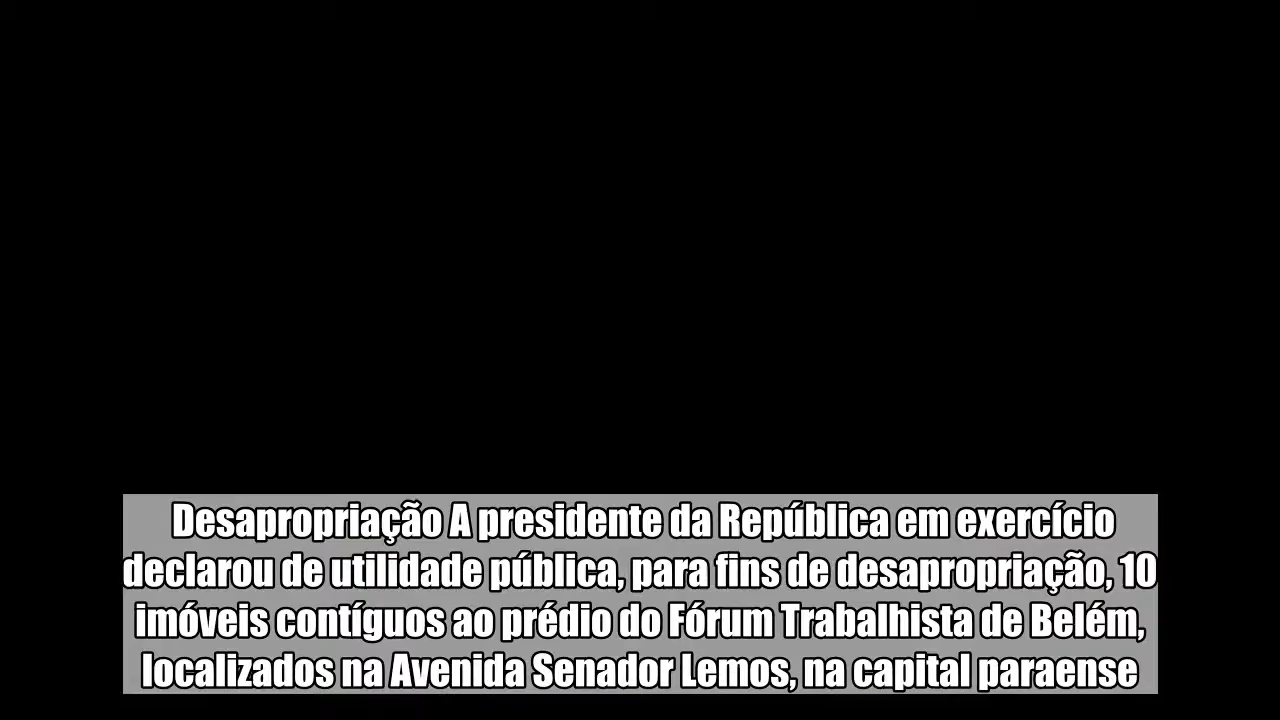 Desapropriação A presidente da República em exercício
declarou de utilidade pública, para fins de desapropriação, 10
imóveis contíguos ao prédio do Fórum Trabalhista de Belém,
localizados na Avenida Senador Lemos, na capital paraense